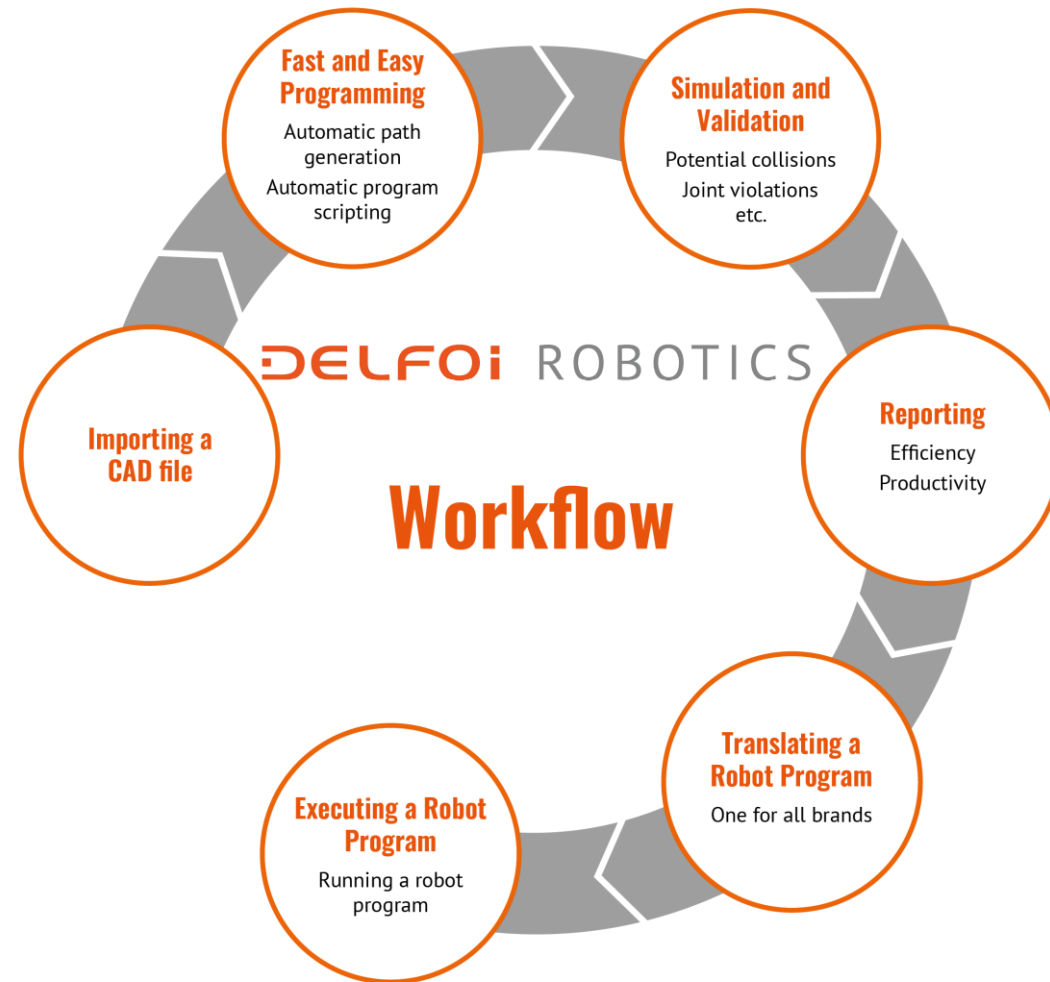 Fast and Easy
Programming
Automatic path
generation
Automatic program
scripting
Simulation and
Validation
Potential collisions
Joint violations
etc.
DELFOi ROBOTICS
Importing a
CAD file
Reporting
Efficiency
Productivity
Workflow
Translating a
Robot Program
One for all brands
Executing a Robot
Program
Running a robot
program